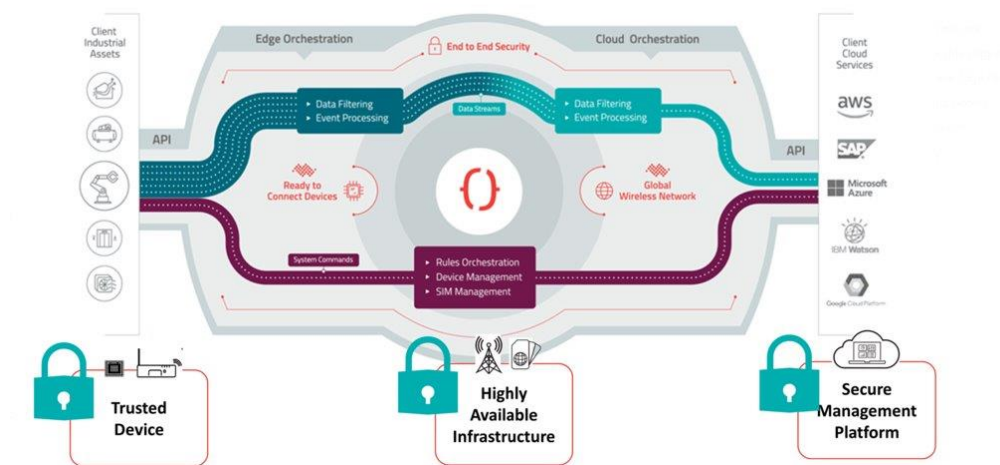 Client
Industrial
Assets
Edge Orchestration
End to End Security
Cloud Orchestration
Client
Cloud
Services
Data Filtering
Event Processing
Data Streams
Data Filtering
Event Processing
aws
API
API
SAP
Ready to
Connect Devices
Global
Wireless Network
Microsoft
Azure
System Commands
Rules Orchestration
Device Management
SIM Management
IBM Watson
Google Cloud Platform
Trusted
Device
Highly
Available
Infrastructure
Secure
Management
Platform